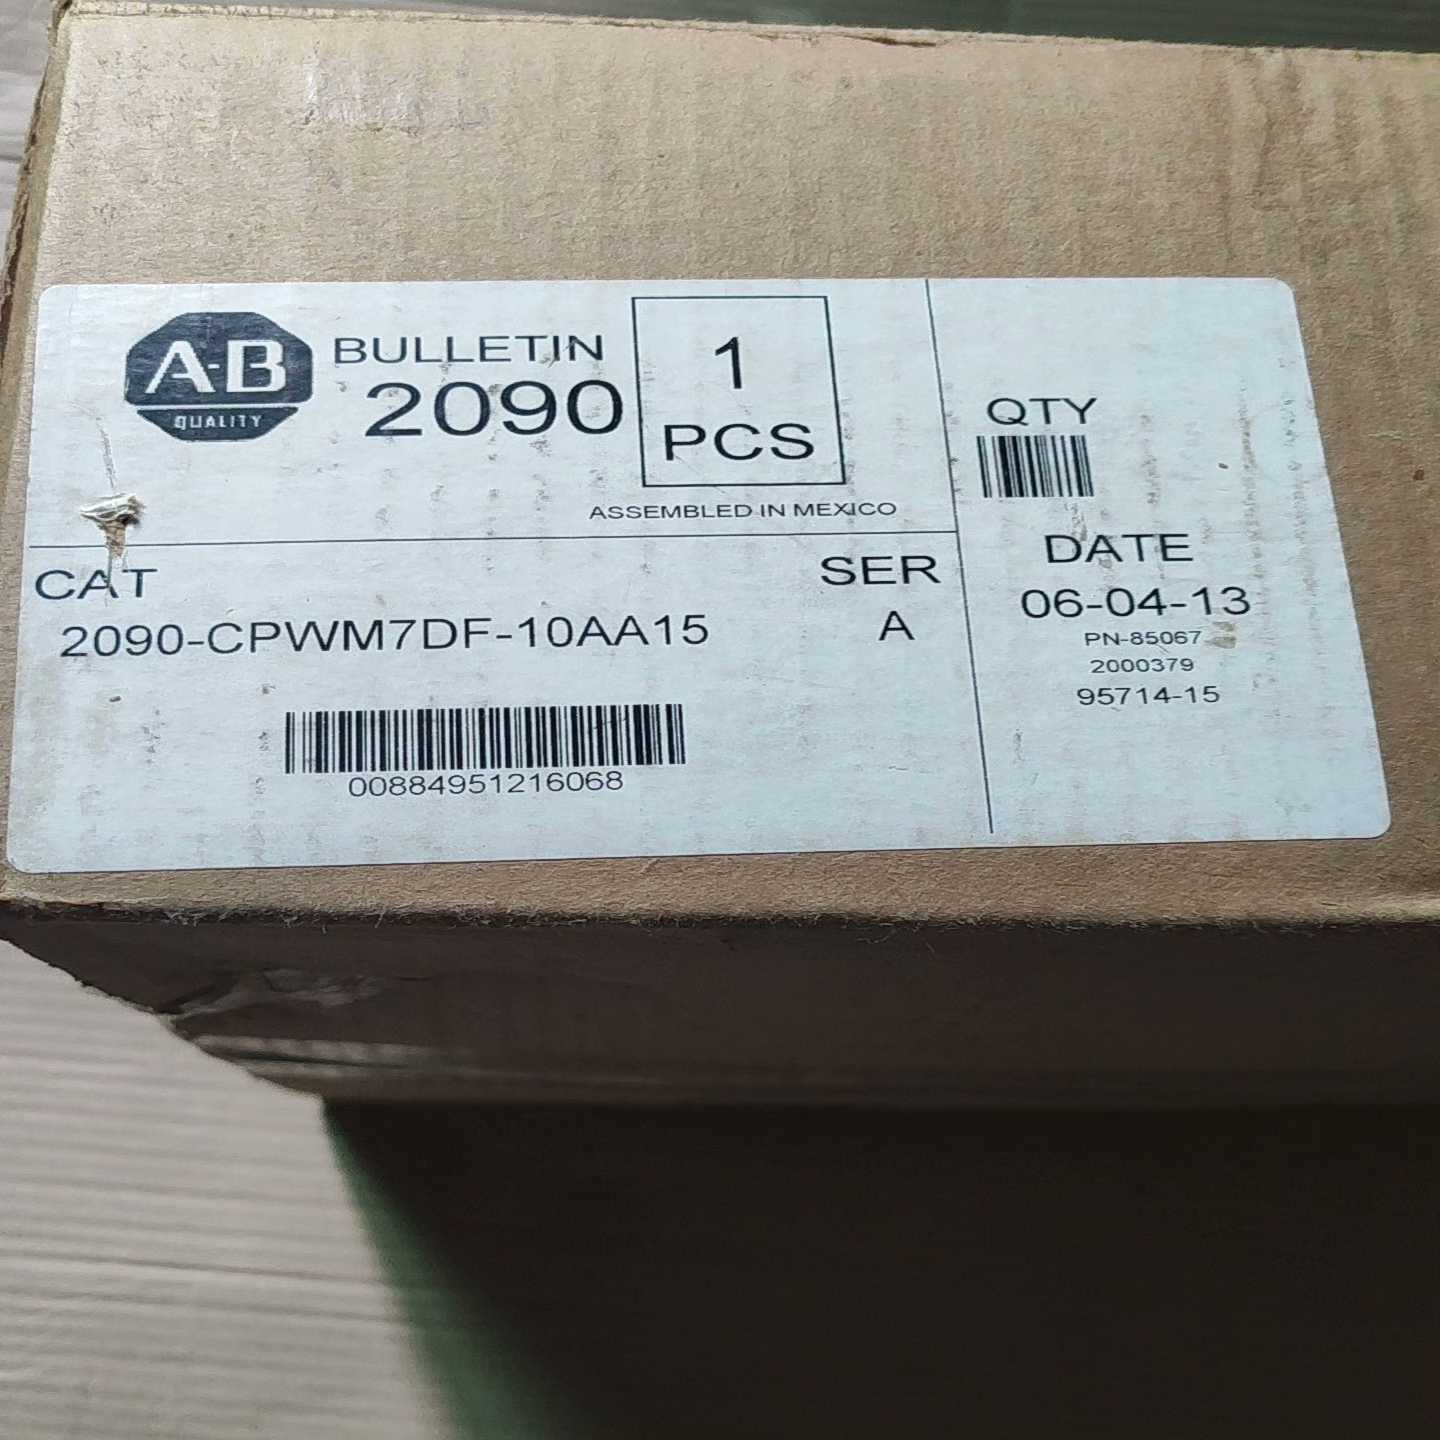 A-B
QUALITY
BULLETIN
2090
1
PCS
ASSEMBLED IN MEXICO
CAT
2090-CPWM7DF-10AA15
SER
A
00884951216068
QTY
DATE
06-04-13
PN-85067
2000379
95714-15